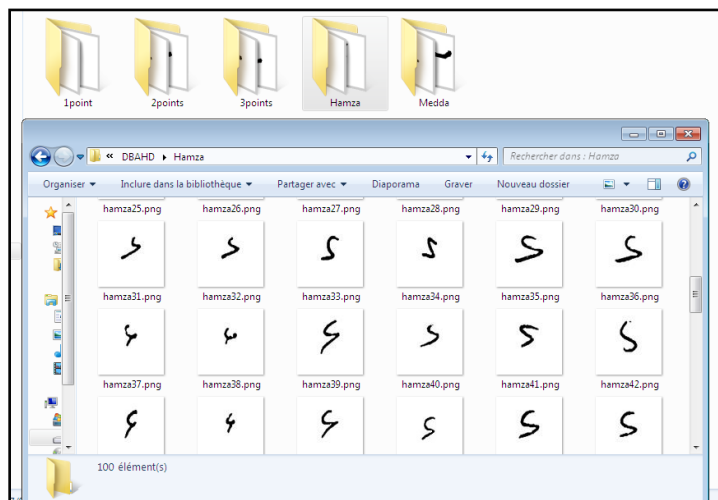 1point 2points 3points Hamza Medda
« DBAHD ▸ Hamza Rechercher dans : Hamza
Organiser Inclure dans la bibliothèque Partager avec Diaporama Graver Nouveau dossier
hamza25.png hamza26.png hamza27.png hamza28.png hamza29.png hamza30.png
hamza31.png hamza32.png hamza33.png hamza34.png hamza35.png hamza36.png
hamza37.png hamza38.png hamza39.png hamza40.png hamza41.png hamza42.png
100 élément(s)